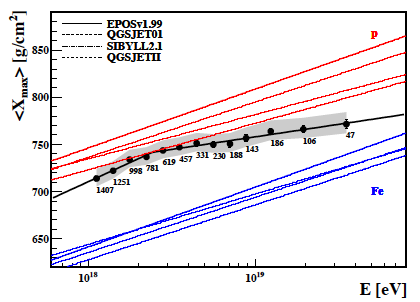 EPOSv1.99
QGSJET01
SIBYLL2.1
QGSJETII
<X_max> [g/cm²]
850
800
750
700
650
p
Fe
1407
1251
998
781
619
457
331
230
188
143
186
106
47
10^18
10^19
E [eV]